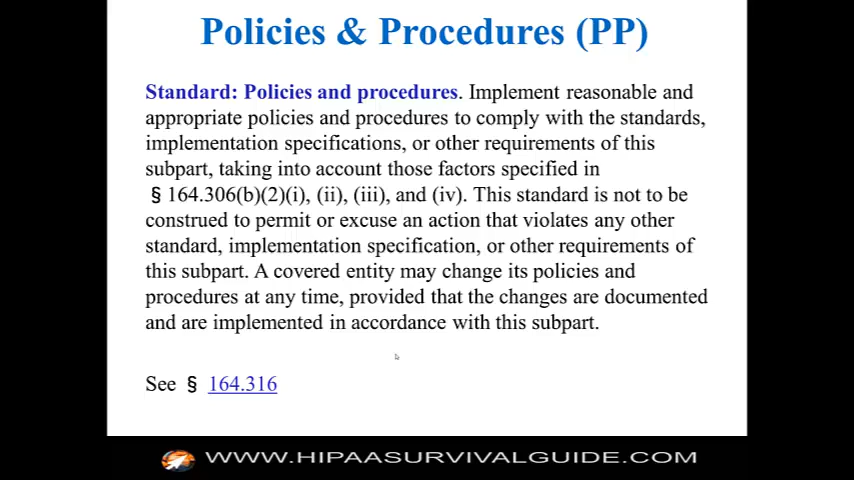 Policies & Procedures (PP)
Standard: Policies and procedures. Implement reasonable and
appropriate policies and procedures to comply with the standards,
implementation specifications, or other requirements of this
subpart, taking into account those factors specified in
§ 164.306(b)(2)(i), (ii), (iii), and (iv). This standard is not to be
construed to permit or excuse an action that violates any other
standard, implementation specification, or other requirements of
this subpart. A covered entity may change its policies and
procedures at any time, provided that the changes are documented
and are implemented in accordance with this subpart.
See § 164.316
WWW.HIPAASURVIVALGUIDE.COM